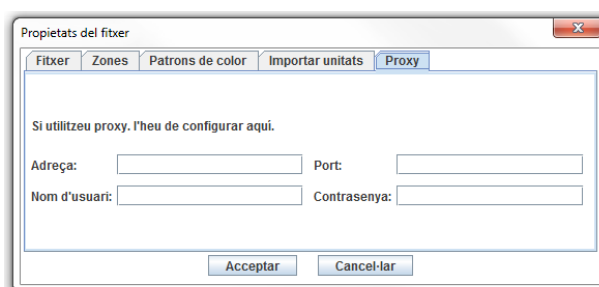 Propietats del fitxer
Fitxer Zones Patrons de color Importar unitats Proxy
Si utilitzeu proxy. l'heu de configurar aquí.
Adreça: Port:
Nom d'usuari: Contrasenya:
Acceptar Cancel·lar